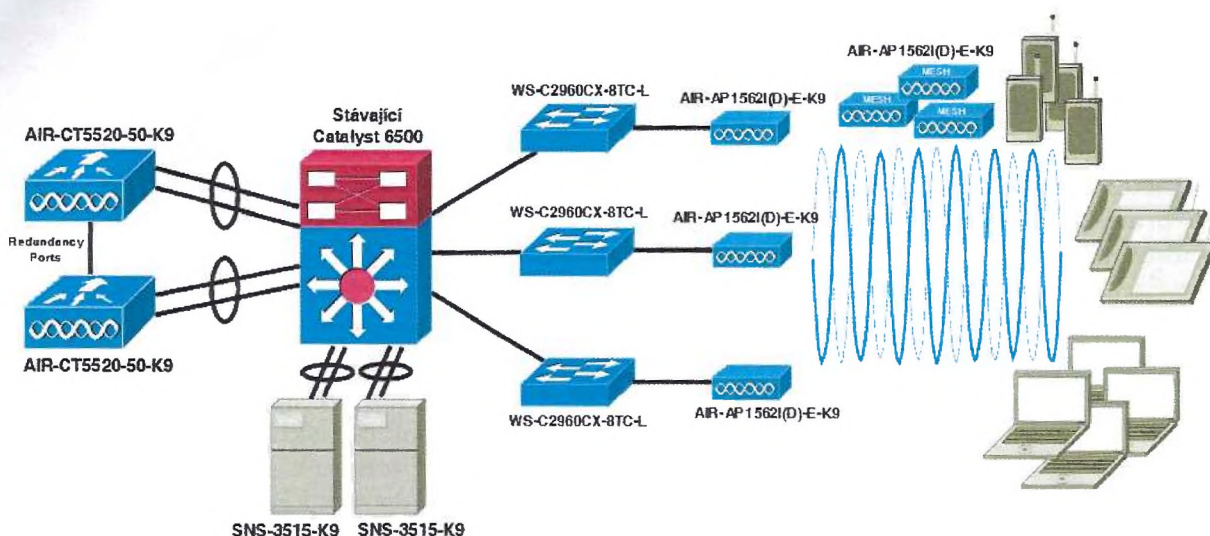 AIR-CT5520-50-K9
Redundancy
Ports
AIR-CT5520-50-K9
Stávající
Catalyst 6500
SNS-3515-K9
SNS-3515-K9
WS-C2960CX-8TC-L
AIR-AP1562I(D)-E-K9
WS-C2960CX-8TC-L
AIR-AP1562I(D)-E-K9
WS-C2960CX-8TC-L
AIR-AP1562I(D)-E-K9
AIR-AP1562I(D)-E-K9
MESH
MESH
MESH